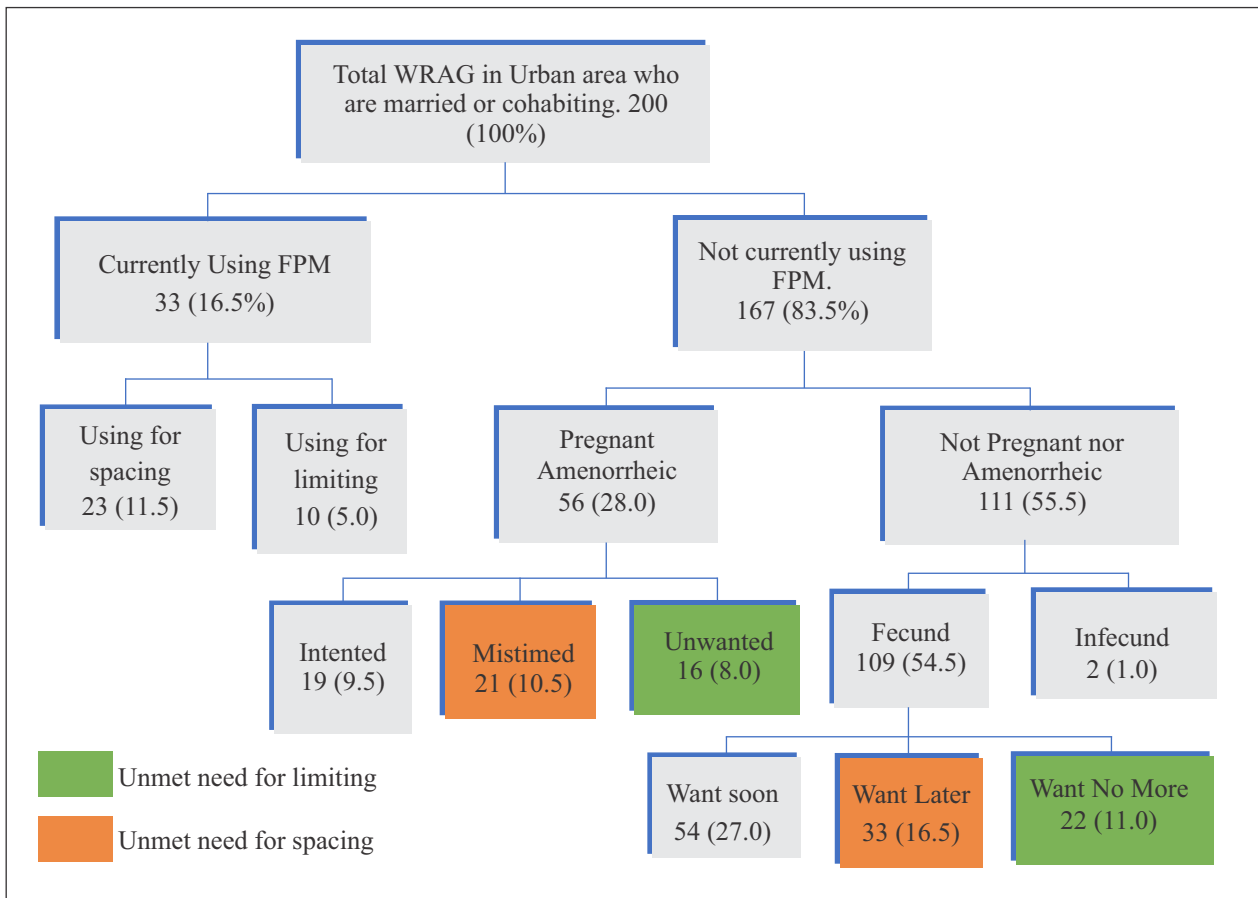 Total WRAG in Urban area who
are married or cohabiting. 200
(100%)
Currently Using FPM
33 (16.5%)
Not currently using
FPM.
167 (83.5%)
Using for
spacing
23 (11.5)
Using for
limiting
10 (5.0)
Pregnant
Amenorrheic
56 (28.0)
Not Pregnant nor
Amenorrheic
111 (55.5)
Intented
19 (9.5)
Mistimed
21 (10.5)
Unwanted
16 (8.0)
Fecund
109 (54.5)
Infecund
2 (1.0)
Want soon
54 (27.0)
Want Later
33 (16.5)
Want No More
22 (11.0)
Unmet need for limiting
Unmet need for spacing